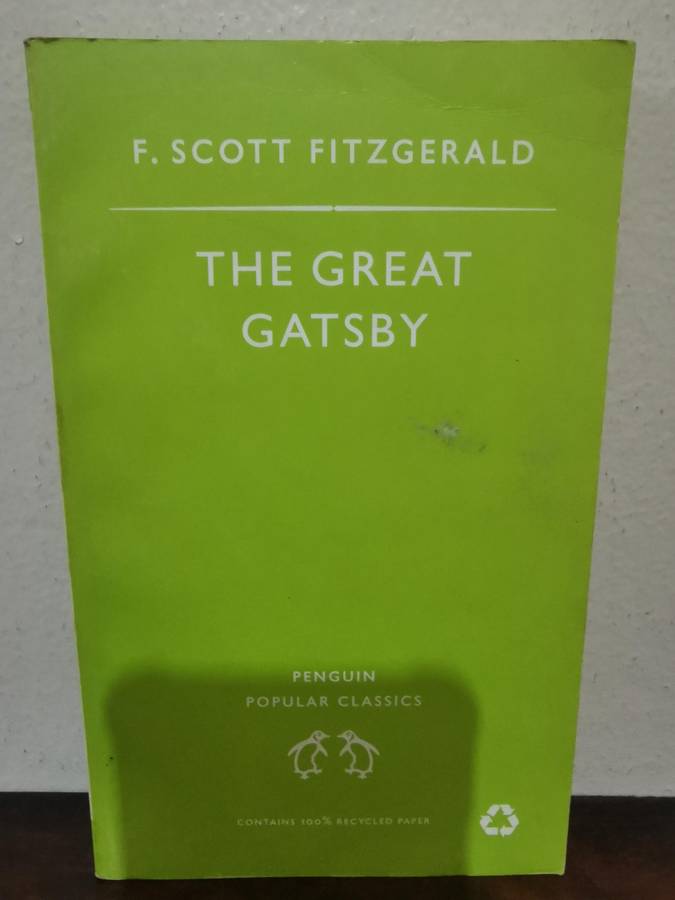 F. SCOTT FITZGERALD
THE GREAT
GATSBY
PENGUIN
POPULAR CLASSICS
CONTAINS 100% RECYCLED PAPER